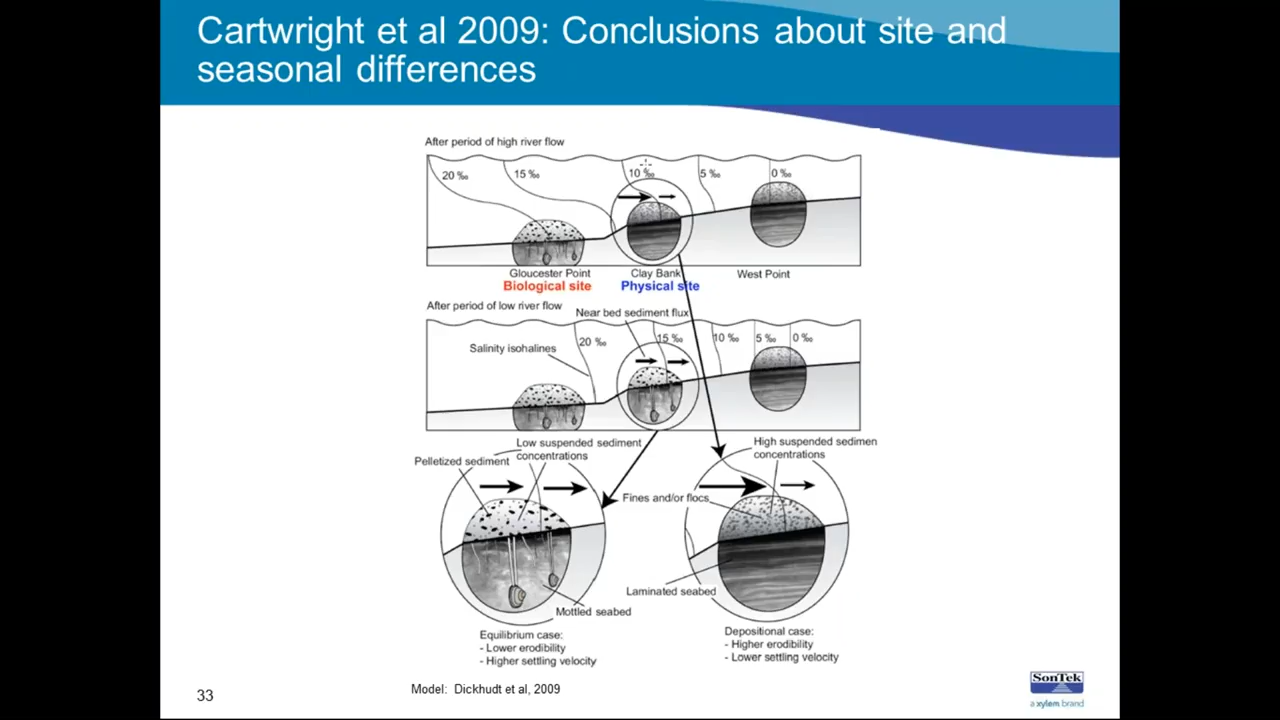 Cartwright et al 2009: Conclusions about site and
seasonal differences
After period of high river flow
20 ‰
15 ‰
10 ‰
5 ‰
0 ‰
Gloucester Point
Clay Bank
West Point
Biological site
Physical site
After period of low river flow
Near bed sediment flux
Salinity isohalines
20 ‰
15 ‰
10 ‰
5 ‰
0 ‰
Pelletized sediment
Low suspended sediment
concentrations
High suspended sedimen
concentrations
Fines and/or flocs
Laminated seabed
Mottled seabed
Equilibrium case:
- Lower erodibility
- Higher settling velocity
Depositional case:
- Higher erodibility
- Lower settling velocity
Model: Dickhudt et al, 2009
33
SonTek
a xylem brand